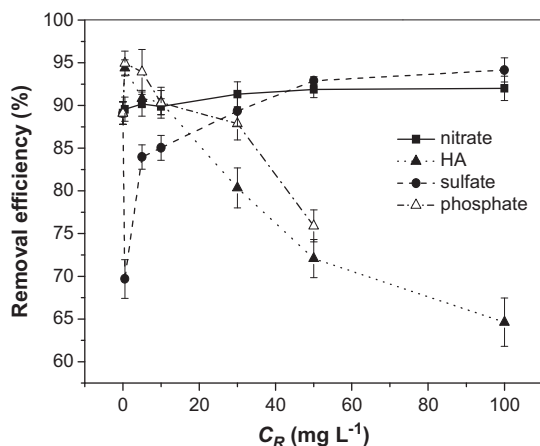 100
95
90
85
80
75
70
65
60
Removal efficiency (%)
nitrate
HA
sulfate
phosphate
0 20 40 60 80 100
C_R (mg L⁻¹)